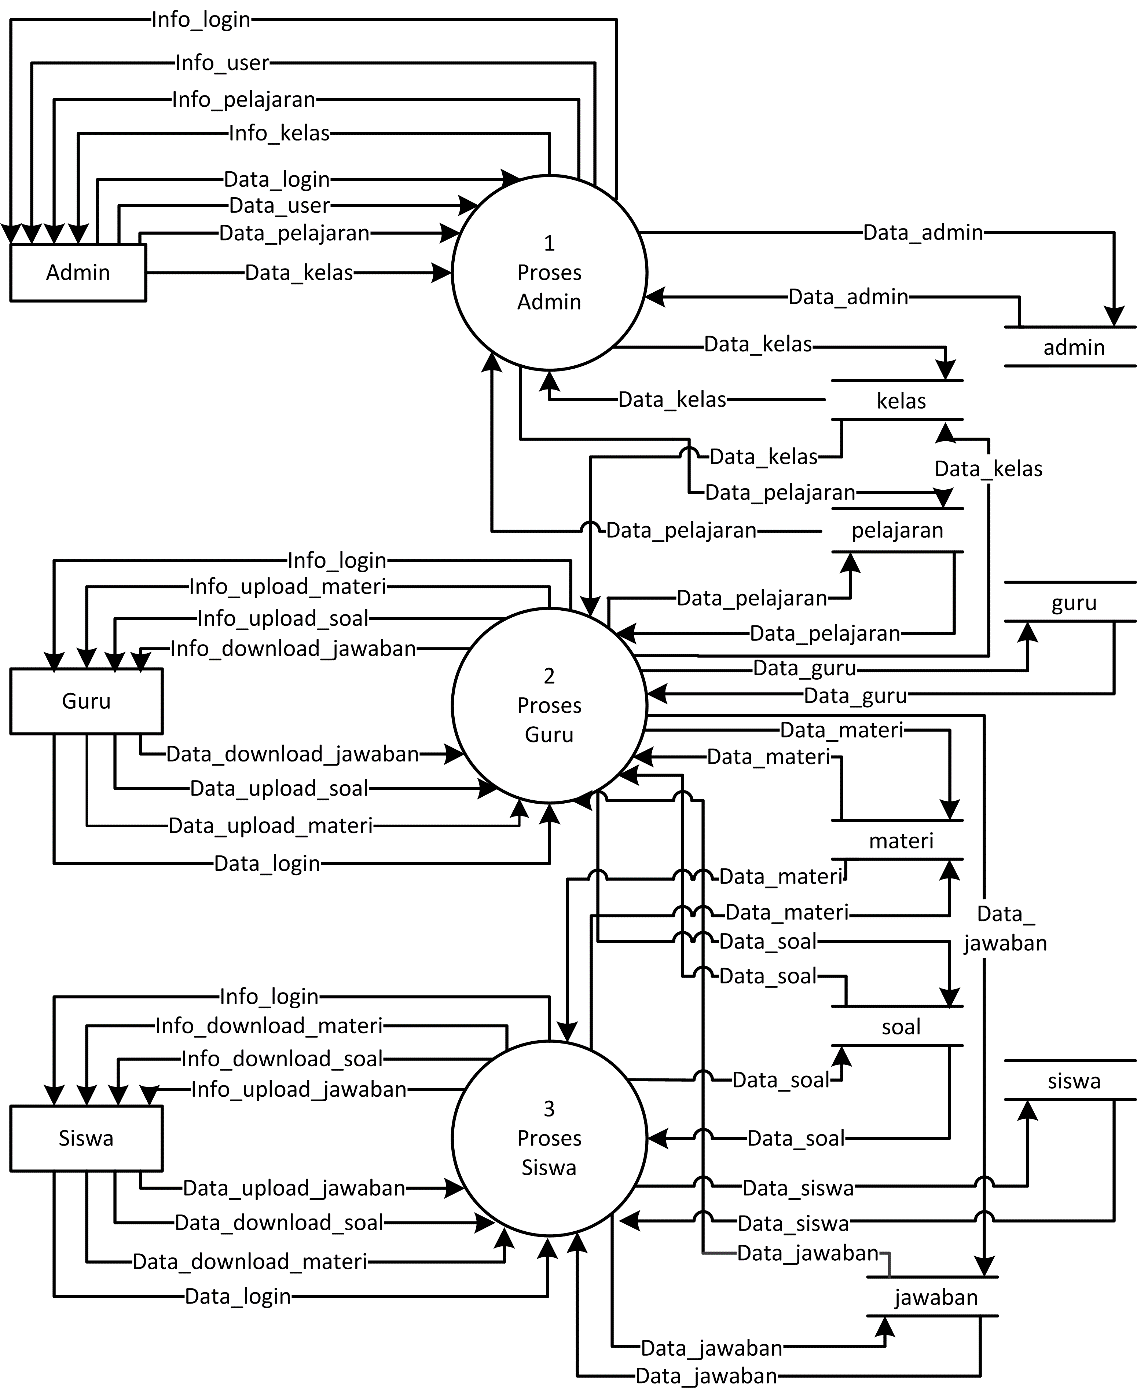 Info_login
Info_user
Info_pelajaran
Info_kelas
Data_login
Data_user
Data_pelajaran
Data_kelas
Admin
1
Proses
Admin
Data_admin
Data_admin
admin
Data_kelas
Data_kelas
kelas
Data_kelas
Data_kelas
Data_pelajaran
Data_pelajaran
pelajaran
Info_login
Info_upload_materi
Info_upload_soal
Info_download_jawaban
Guru
Data_download_jawaban
Data_upload_soal
Data_upload_materi
Data_login
2
Proses
Guru
Data_pelajaran
Data_pelajaran
guru
Data_guru
Data_guru
Data_materi
Data_materi
materi
Data_materi
Data_materi
Data_
jawaban
Data_soal
Data_soal
soal
Info_login
Info_download_materi
Info_download_soal
Info_upload_jawaban
Siswa
Data_upload_jawaban
Data_download_soal
Data_download_materi
Data_login
3
Proses
Siswa
Data_soal
Data_soal
siswa
Data_siswa
Data_siswa
Data_jawaban
jawaban
Data_jawaban
Data_jawaban